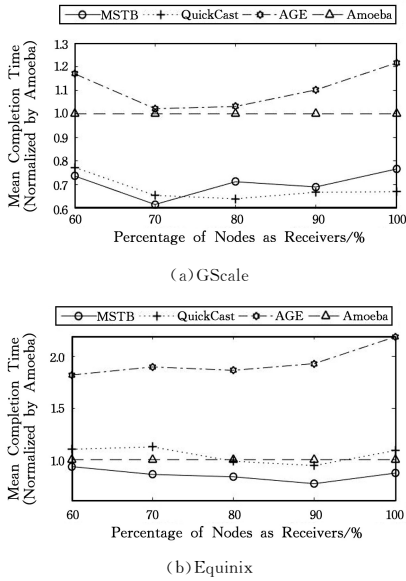 MSTB QuickCast AGE Amoeba
1.3
1.2
1.1
1.0
0.9
0.8
0.7
0.6
Mean Completion Time
(Normalized by Amoeba)
60 70 80 90 100
Percentage of Nodes as Receivers/%
(a)GScale
MSTB QuickCast AGE Amoeba
2.0
1.5
1.0
Mean Completion Time
(Normalized by Amoeba)
60 70 80 90 100
Percentage of Nodes as Receivers/%
(b)Equinix